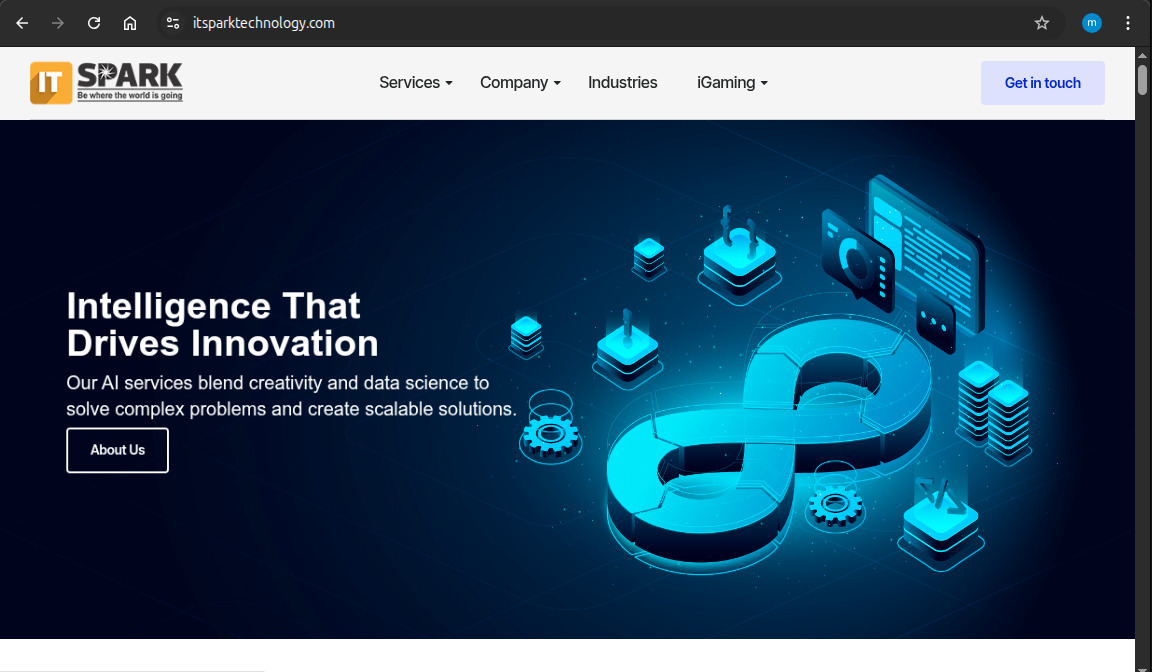 itsparktechnology.com
m
IT SPARK
Be where the world is going
Services
Company
Industries
iGaming
Get in touch
Intelligence That
Drives Innovation
Our AI services blend creativity and data science to
solve complex problems and create scalable solutions.
About Us